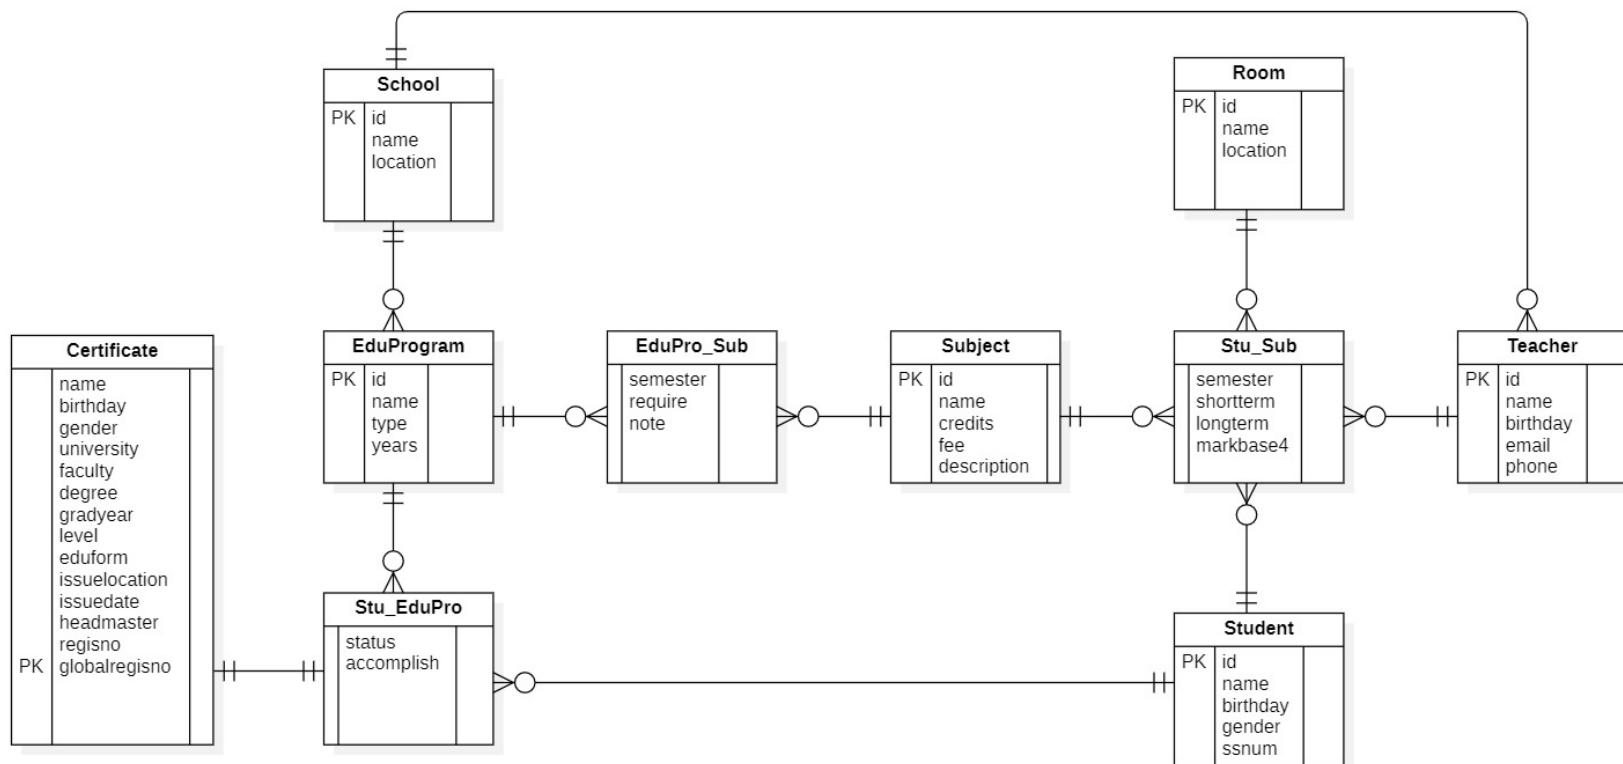 School
PK id
name
location
Room
PK id
name
location
Certificate
name
birthday
gender
university
faculty
degree
gradyear
level
eduform
issuelocation
issuedate
headmaster
regisno
PK globalregisno
EduProgram
PK id
name
type
years
EduPro_Sub
semester
require
note
Subject
PK id
name
credits
fee
description
Stu_Sub
semester
shortterm
longterm
markbase4
Teacher
PK id
name
birthday
email
phone
Stu_EduPro
status
accomplish
Student
PK id
name
birthday
gender
ssnum